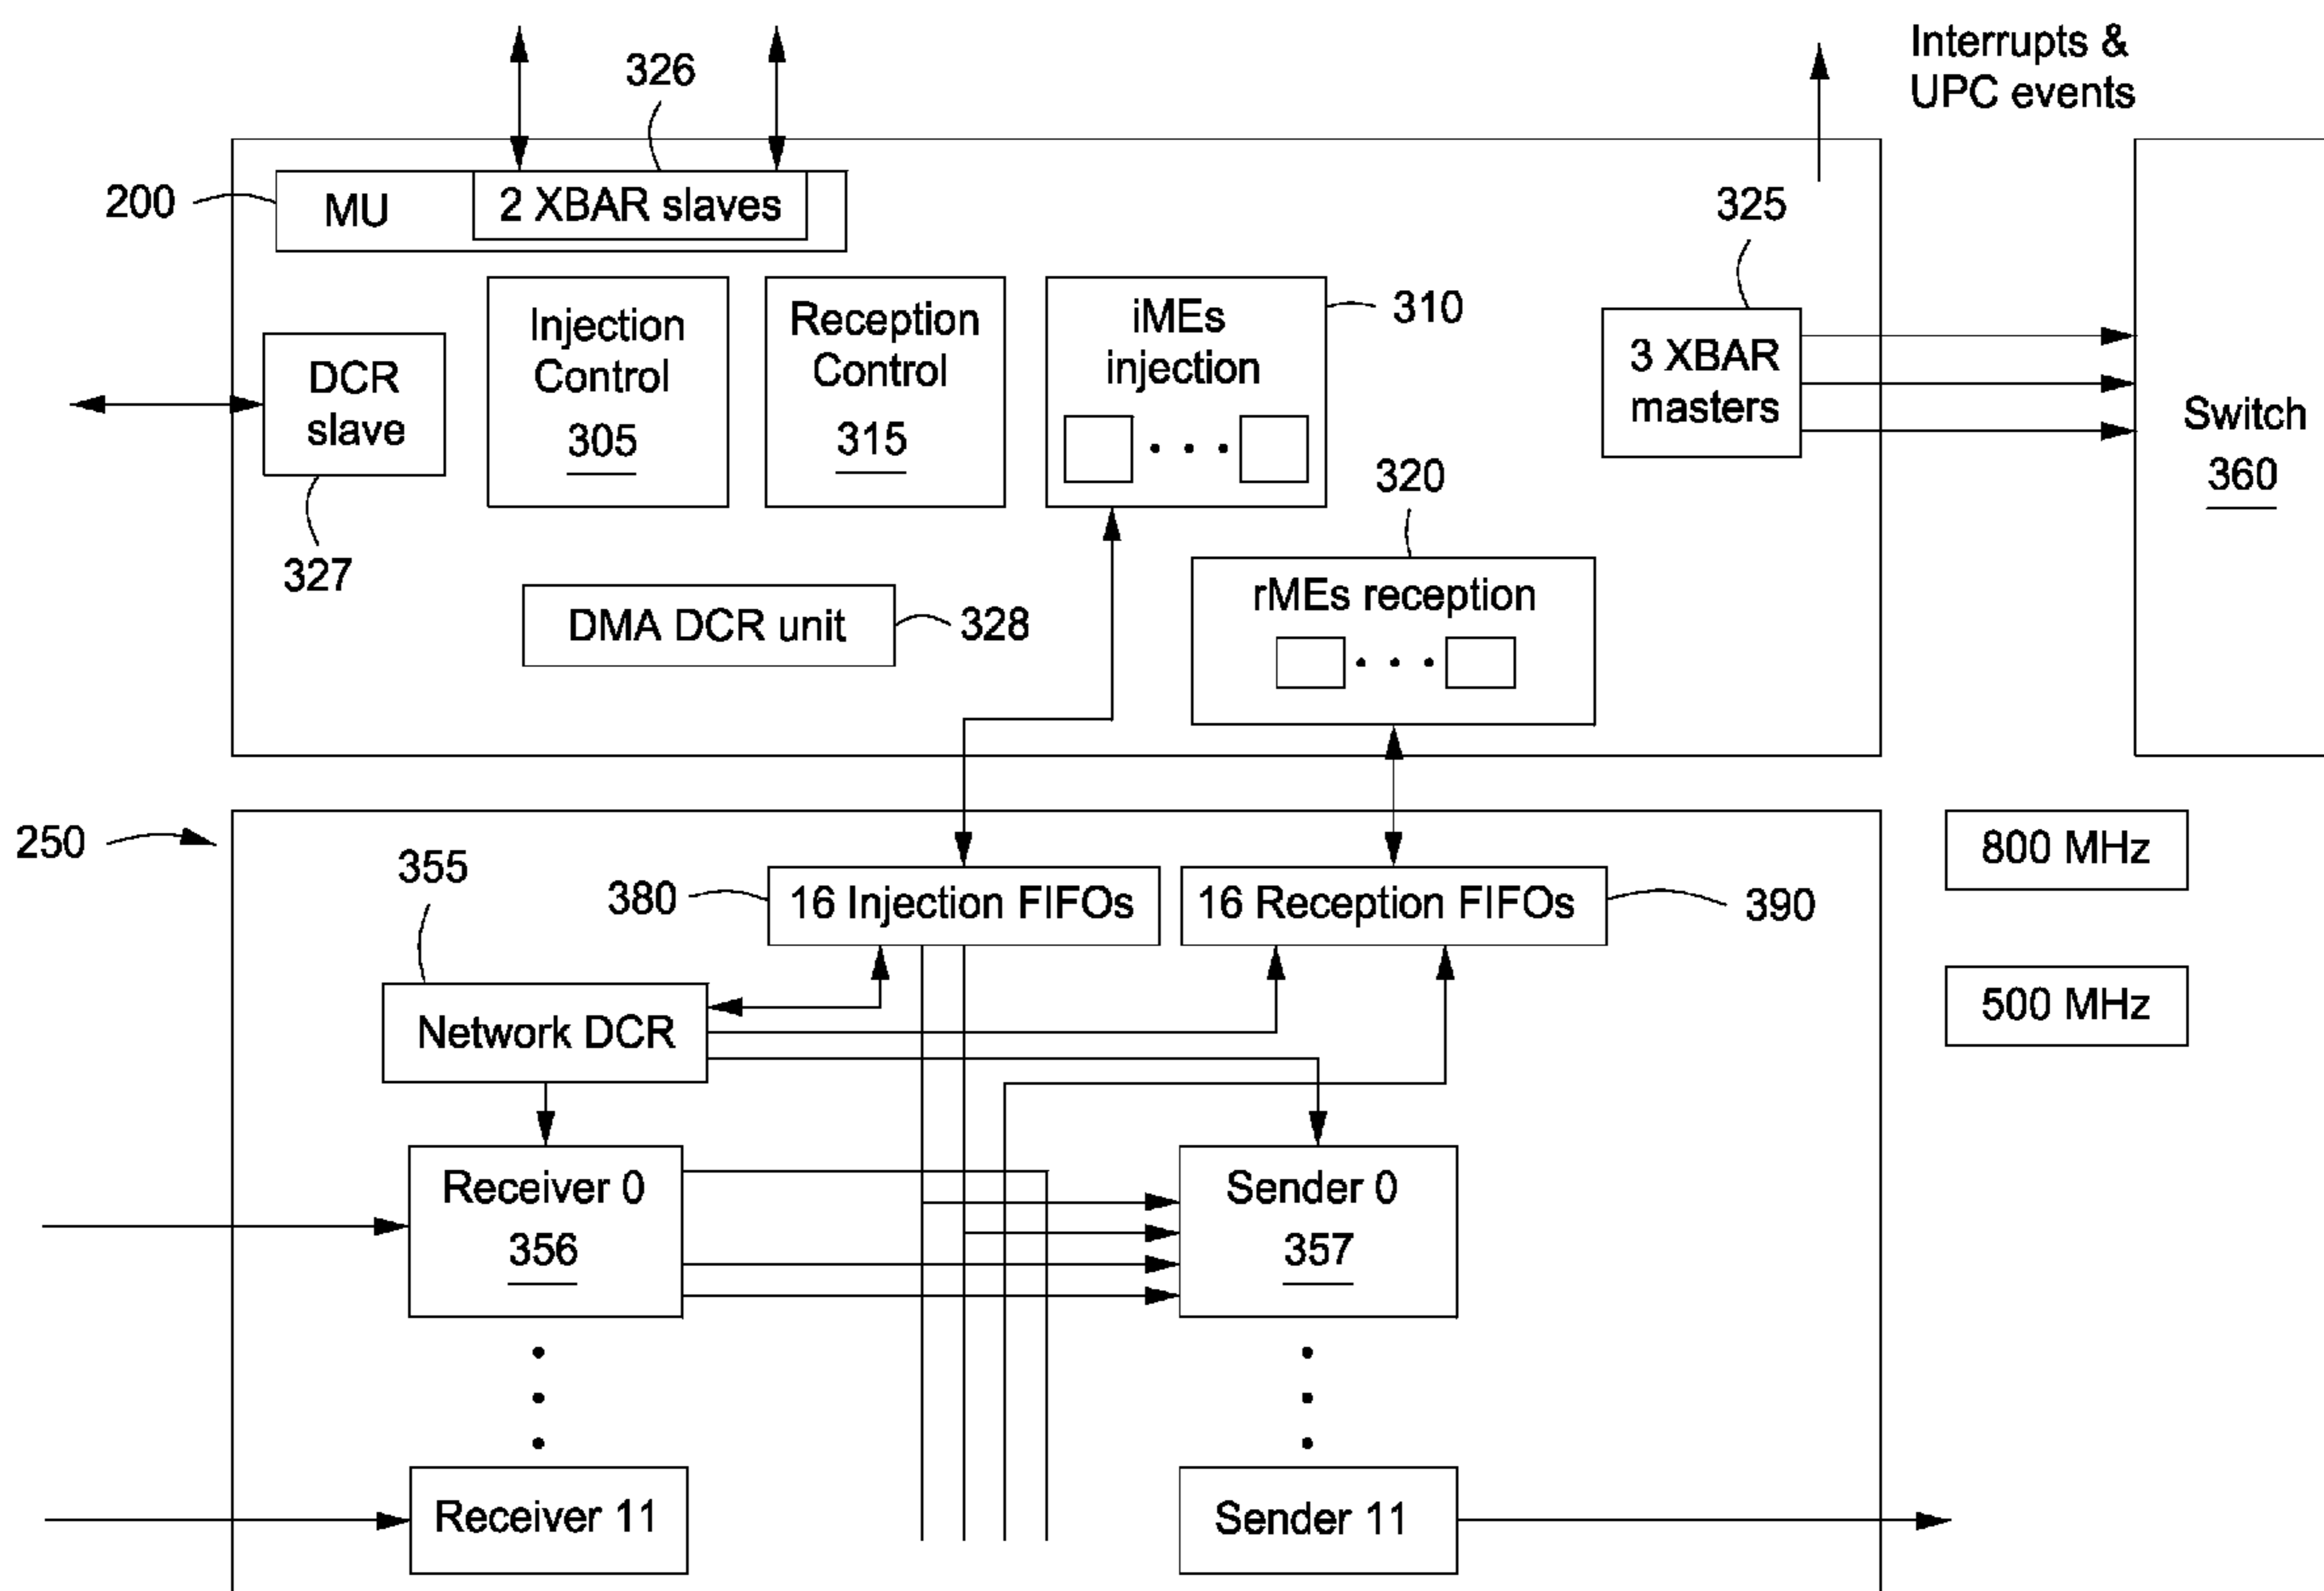 Interrupts &
UPC events
326
200
MU
2 XBAR slaves
325
Injection
Control
305
Reception
Control
315
iMEs
injection
310
3 XBAR
masters
DCR
slave
Switch
360
320
327
DMA DCR unit
328
rMEs reception
250
355
380
16 Injection FIFOs
16 Reception FIFOs
390
800 MHz
500 MHz
Network DCR
Receiver 0
356
Sender 0
357
Receiver 11
Sender 11